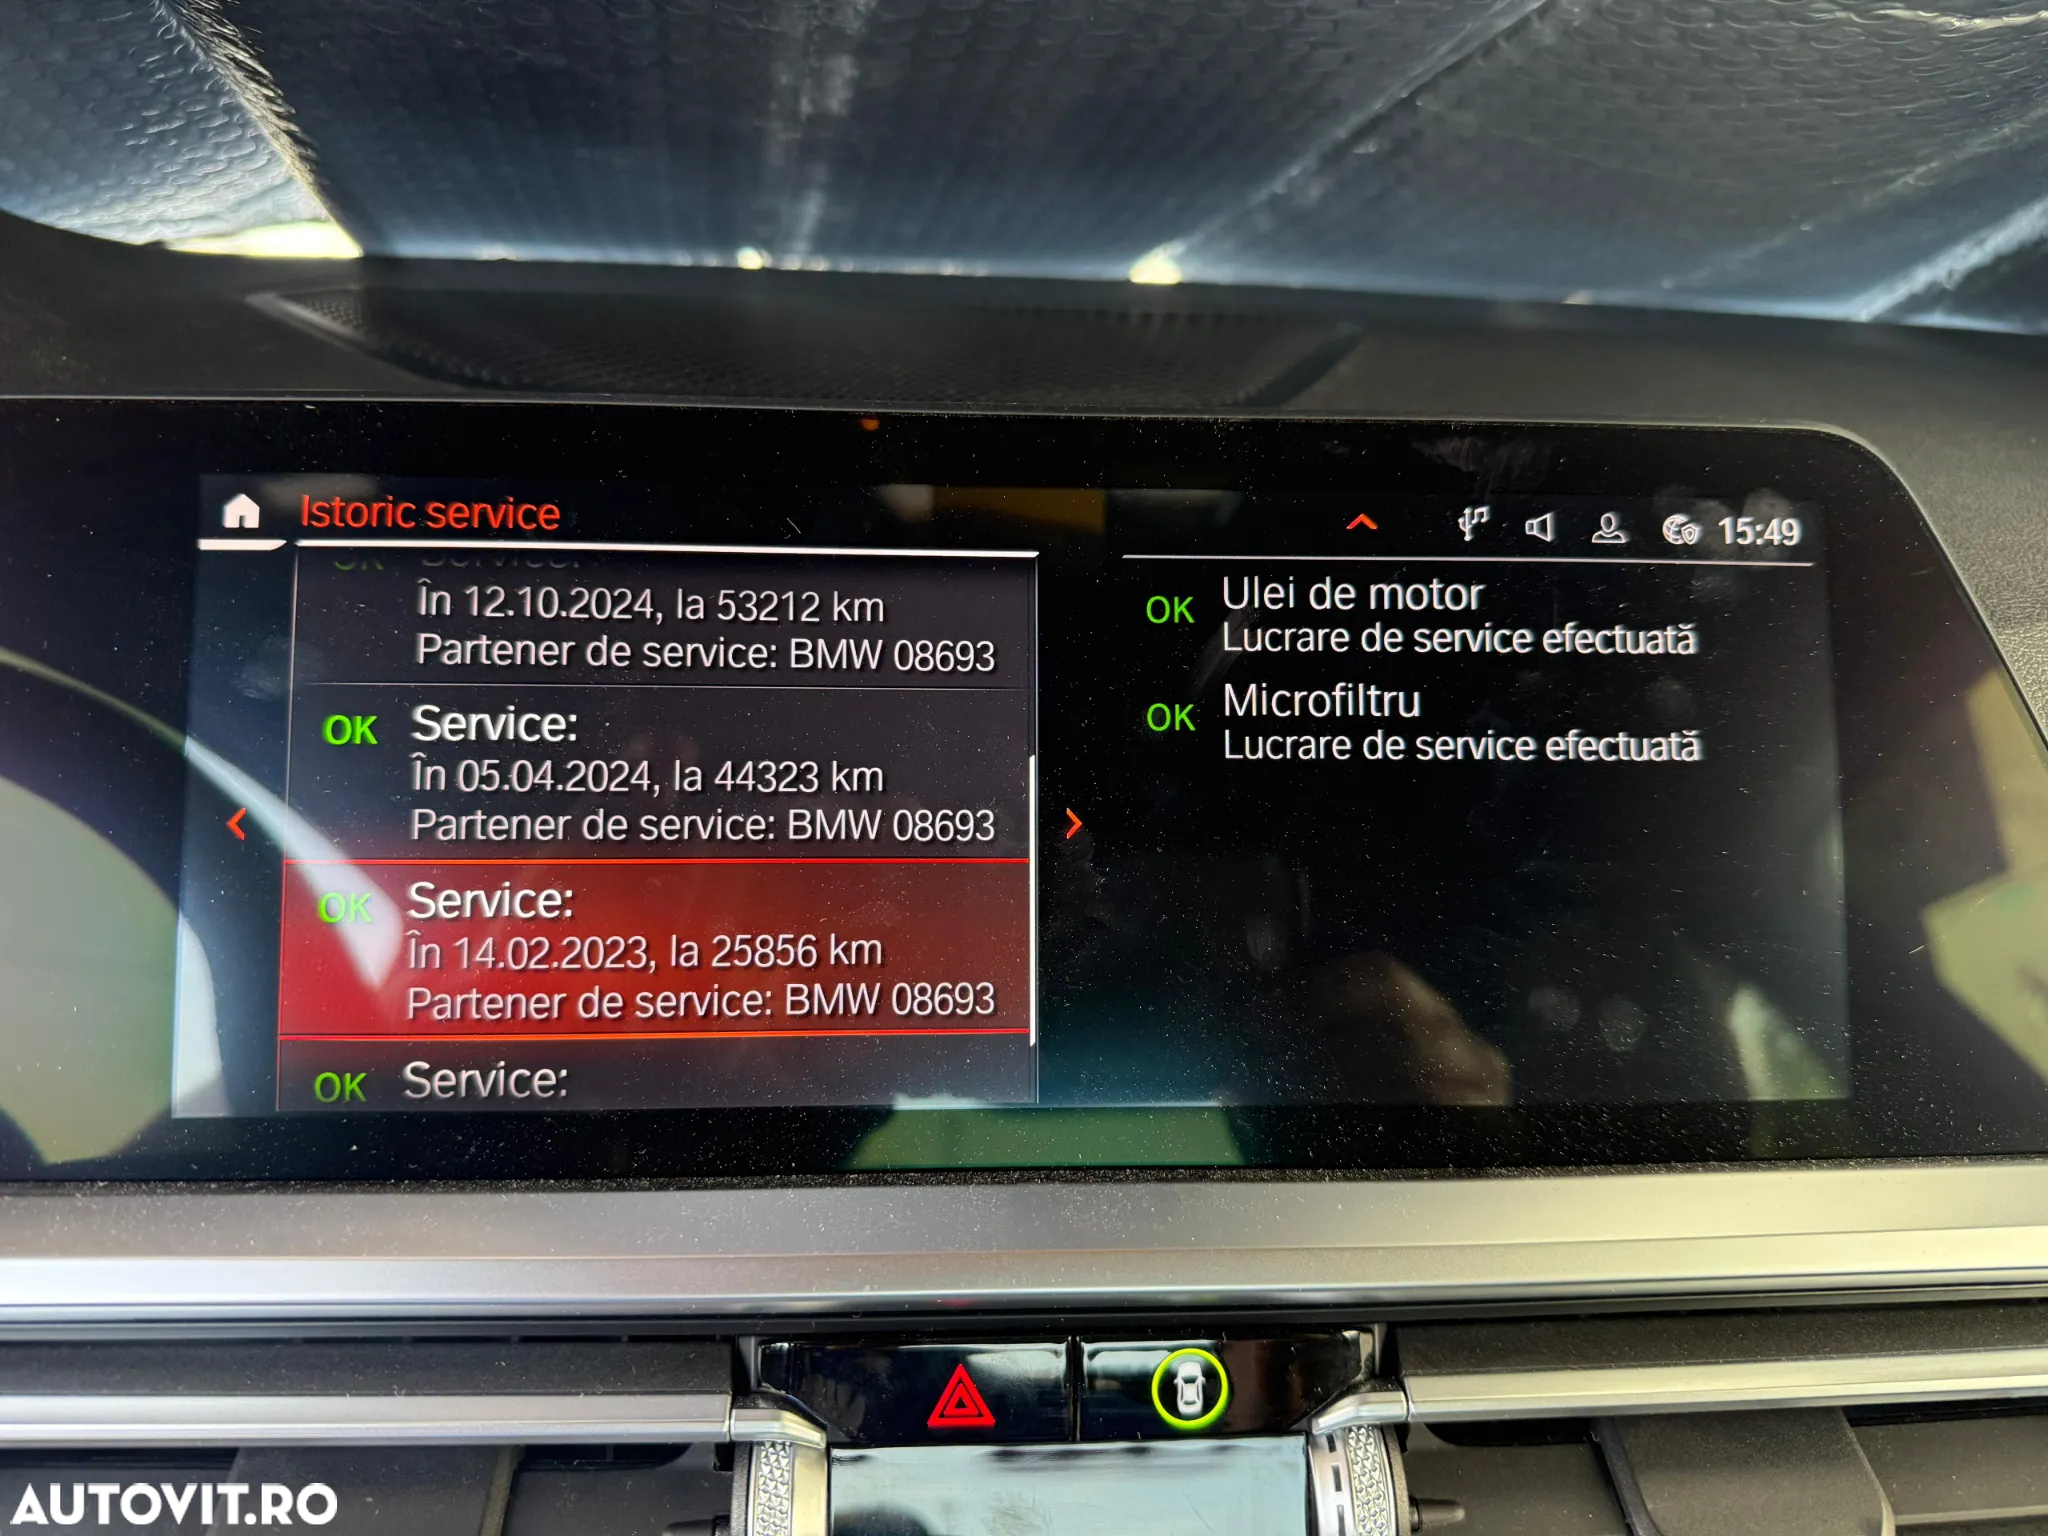 Istoric service
15:49
OK Service:
În 12.10.2024, la 53212 km
Partener de service: BMW 08693
OK Service:
În 05.04.2024, la 44323 km
Partener de service: BMW 08693
OK Service:
În 14.02.2023, la 25856 km
Partener de service: BMW 08693
OK Service:
OK Ulei de motor
Lucrare de service efectuată
OK Microfiltru
Lucrare de service efectuată
AUTOVIT.RO